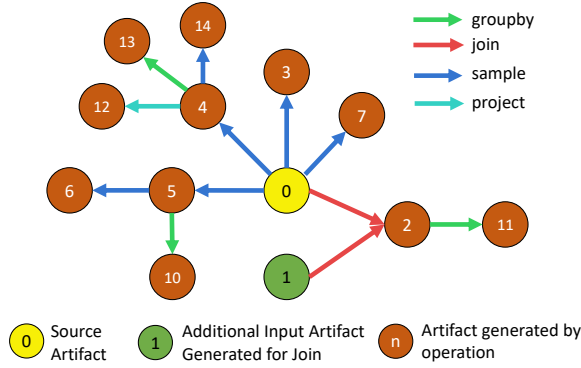 groupby
join
sample
project
14
13
3
12
4
7
0
6
5
2
11
10
1
0
Source
Artifact
1
Additional Input Artifact
Generated for Join
n
Artifact generated by
operation